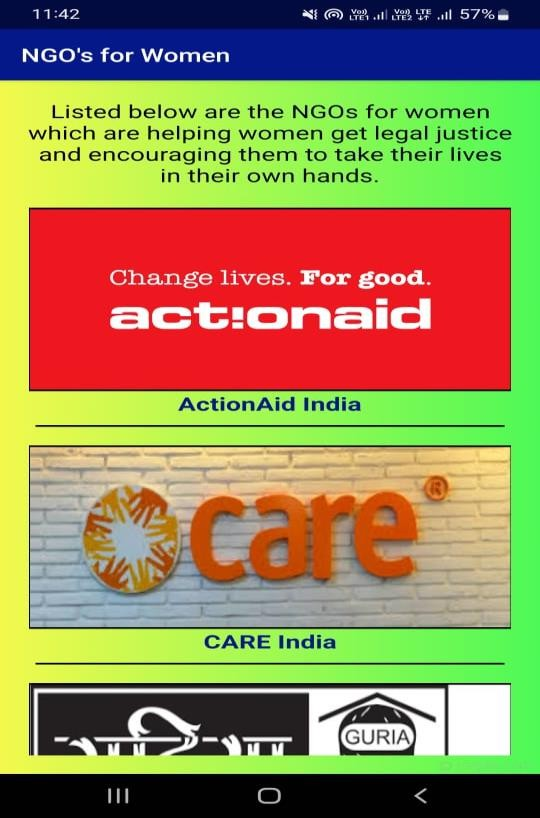 11:42
Vo)) LTE1 Vo)) LTE2 LTE 57%
NGO's for Women
Listed below are the NGOs for women
which are helping women get legal justice
and encouraging them to take their lives
in their own hands.
Change lives. For good.
act!onaid
ActionAid India
care®
CARE India
GURIA